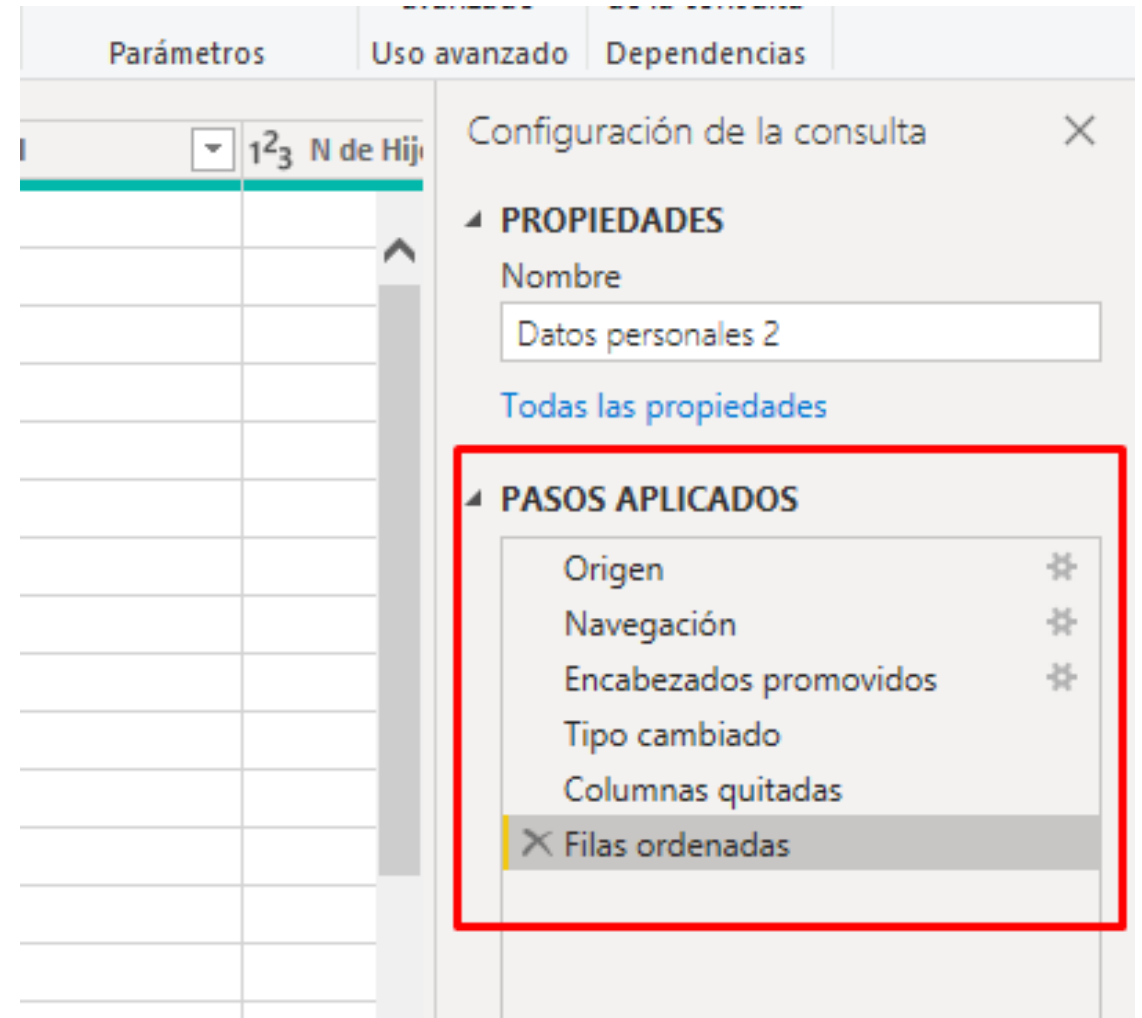 Parámetros
Uso avanzado
Dependencias
1²3 N de Hij
Configuración de la consulta
PROPIEDADES
Nombre
Datos personales 2
Todas las propiedades
PASOS APLICADOS
Origen
Navegación
Encabezados promovidos
Tipo cambiado
Columnas quitadas
Filas ordenadas